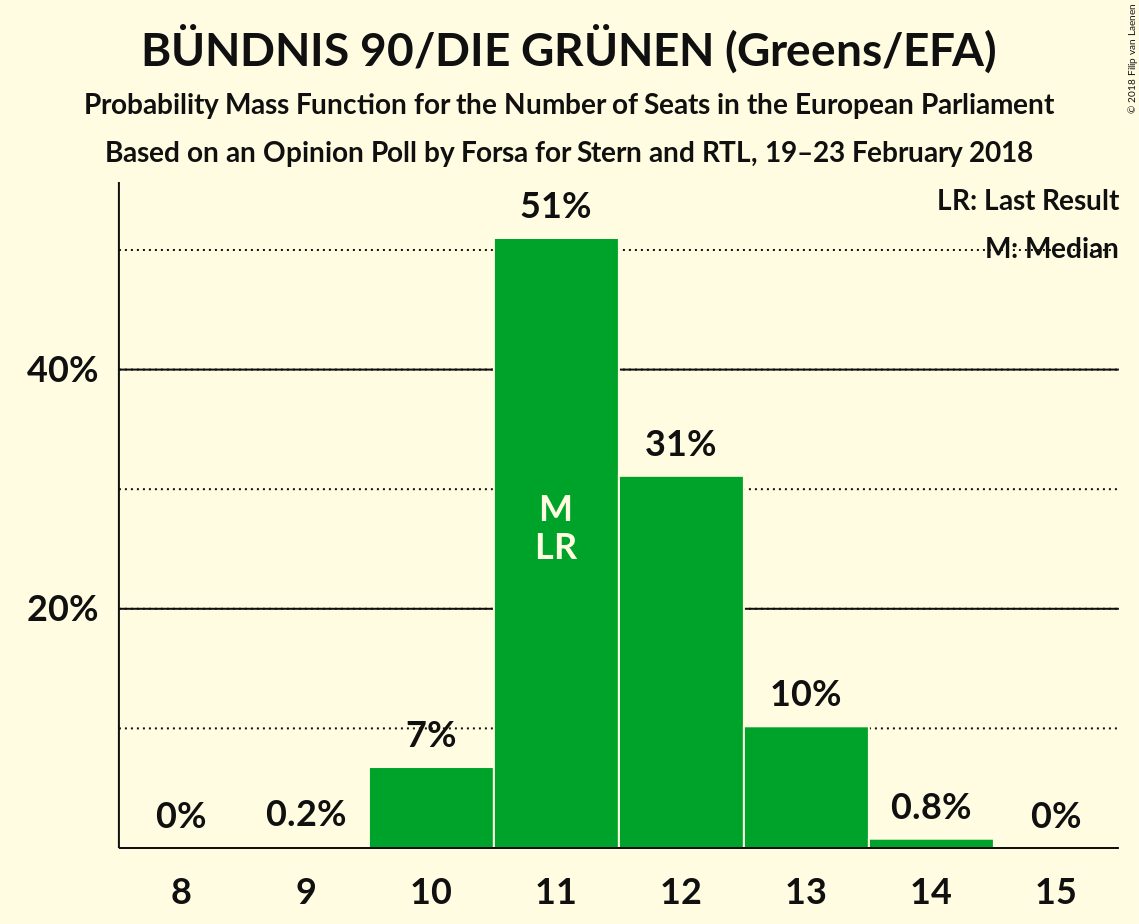 BÜNDNIS 90/DIE GRÜNEN (Greens/EFA)
Probability Mass Function for the Number of Seats in the European Parliament
Based on an Opinion Poll by Forsa for Stern and RTL, 19–23 February 2018
© 2018 Filip van Laenen
LR: Last Result
M: Median
51%
40%
31%
M
LR
20%
10%
7%
0%
0.2%
0.8%
0%
8 9 10 11 12 13 14 15